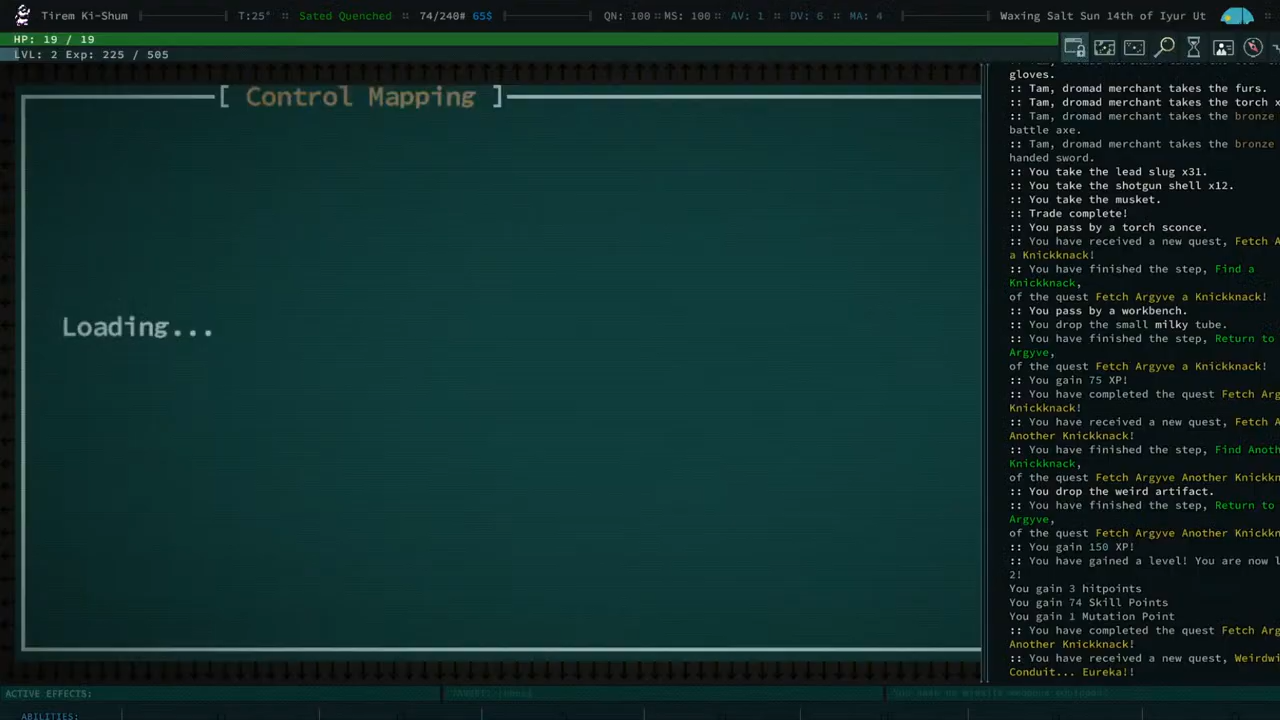 Tirem Ki-Shum T:25° :: Sated Quenched :: 74/240# 65$ QN: 100 :: MS: 100 :: AV: 1 :: DV: 6 :: MA: 4 Waxing Salt Sun 14th of Iyur Ut
HP: 19 / 19
LVL: 2 Exp: 225 / 505
[ Control Mapping ]
Loading...
gloves.
:: Tam, dromad merchant takes the furs.
:: Tam, dromad merchant takes the torch x
:: Tam, dromad merchant takes the bronze
battle axe.
:: Tam, dromad merchant takes the bronze
handed sword.
:: You take the lead slug x31.
:: You take the shotgun shell x12.
:: You take the musket.
:: Trade complete!
:: You pass by a torch sconce.
:: You have received a new quest, Fetch A
a Knickknack!
:: You have finished the step, Find a
Knickknack,
of the quest Fetch Argyve a Knickknack!
:: You pass by a workbench.
:: You drop the small milky tube.
:: You have finished the step, Return to
Argyve,
of the quest Fetch Argyve a Knickknack!
:: You gain 75 XP!
:: You have completed the quest Fetch Arg
Knickknack!
:: You have received a new quest, Fetch A
Another Knickknack!
:: You have finished the step, Find Anoth
Knickknack,
of the quest Fetch Argyve Another Knickkn
:: You drop the weird artifact.
:: You have finished the step, Return to
Argyve,
of the quest Fetch Argyve Another Knickkn
:: You gain 150 XP!
:: You have gained a level! You are now l
2!
You gain 3 hitpoints
You gain 74 Skill Points
You gain 1 Mutation Point
:: You have completed the quest Fetch Arg
Another Knickknack!
:: You have received a new quest, Weirdwi
Conduit... Eureka!!
ACTIVE EFFECTS:
ABILITIES: